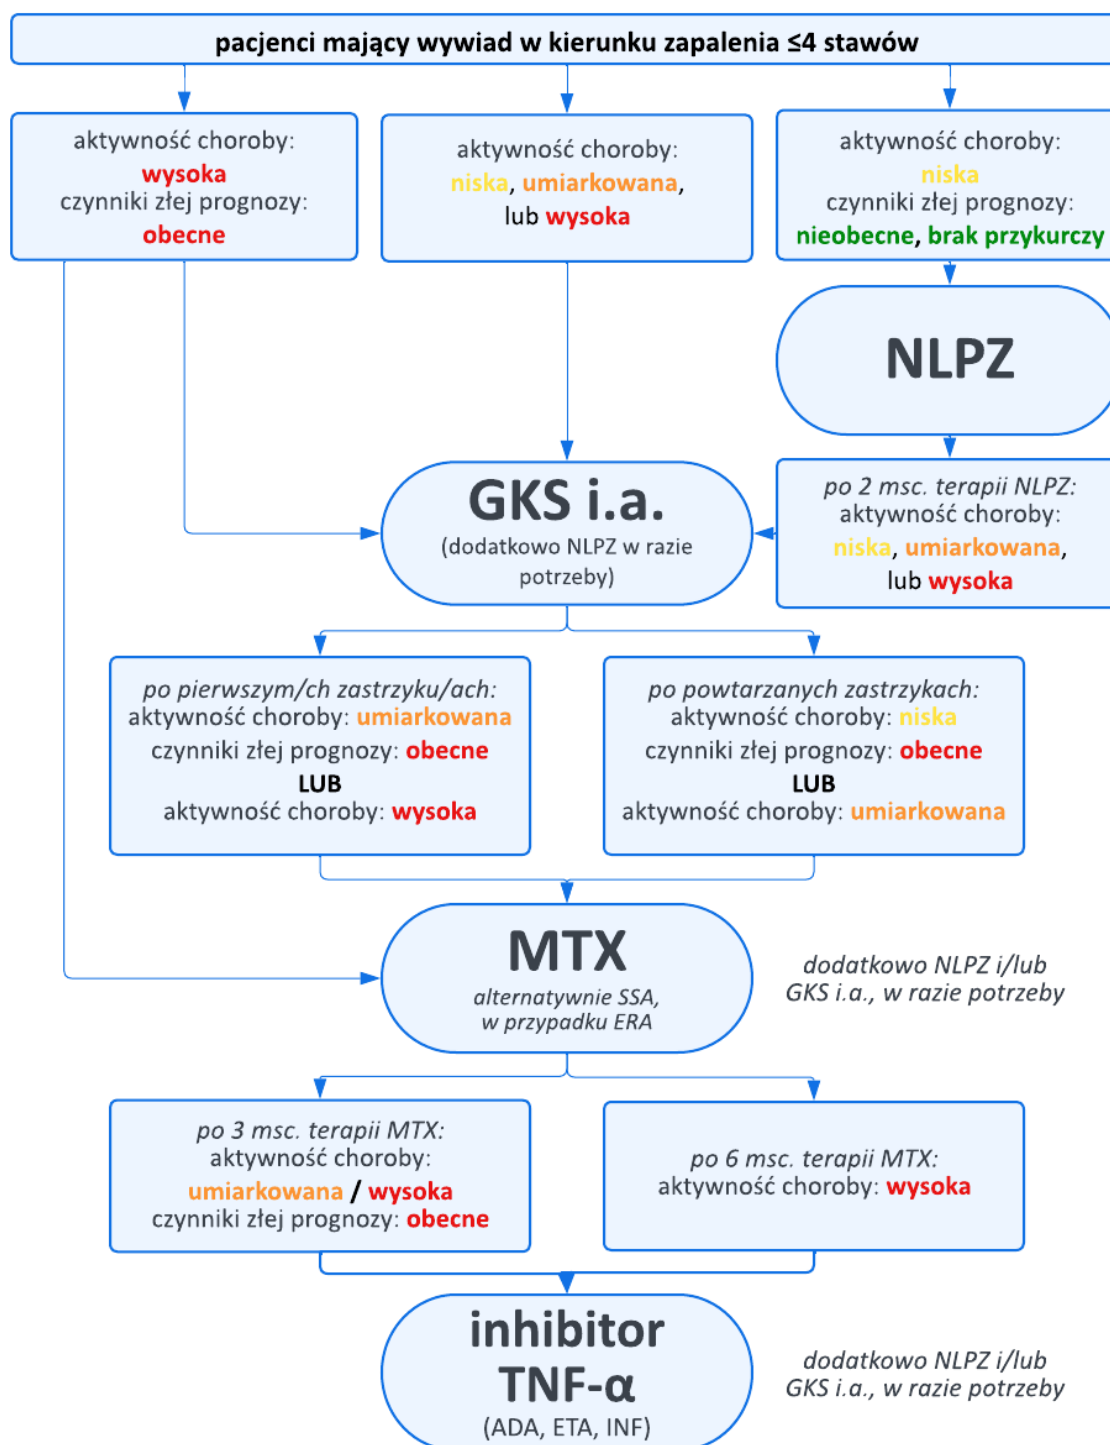 pacjenci mający wywiad w kierunku zapalenia ≤4 stawów
aktywność choroby:
wysoka
czynniki złej prognozy:
obecne
aktywność choroby:
niska, umiarkowana,
lub wysoka
aktywność choroby:
niska
czynniki złej prognozy:
nieobecne, brak przykurczy
NLPZ
GKS i.a.
(dodatkowo NLPZ w razie
potrzeby)
po 2 msc. terapii NLPZ:
aktywność choroby:
niska, umiarkowana,
lub wysoka
po pierwszym/ch zastrzyku/ach:
aktywność choroby: umiarkowana
czynniki złej prognozy: obecne
LUB
aktywność choroby: wysoka
po powtarzanych zastrzykach:
aktywność choroby: niska
czynniki złej prognozy: obecne
LUB
aktywność choroby: umiarkowana
MTX
alternatywnie SSA,
w przypadku ERA
dodatkowo NLPZ i/lub
GKS i.a., w razie potrzeby
po 3 msc. terapii MTX:
aktywność choroby:
umiarkowana / wysoka
czynniki złej prognozy: obecne
po 6 msc. terapii MTX:
aktywność choroby: wysoka
inhibitor
TNF-α
(ADA, ETA, INF)
dodatkowo NLPZ i/lub
GKS i.a., w razie potrzeby